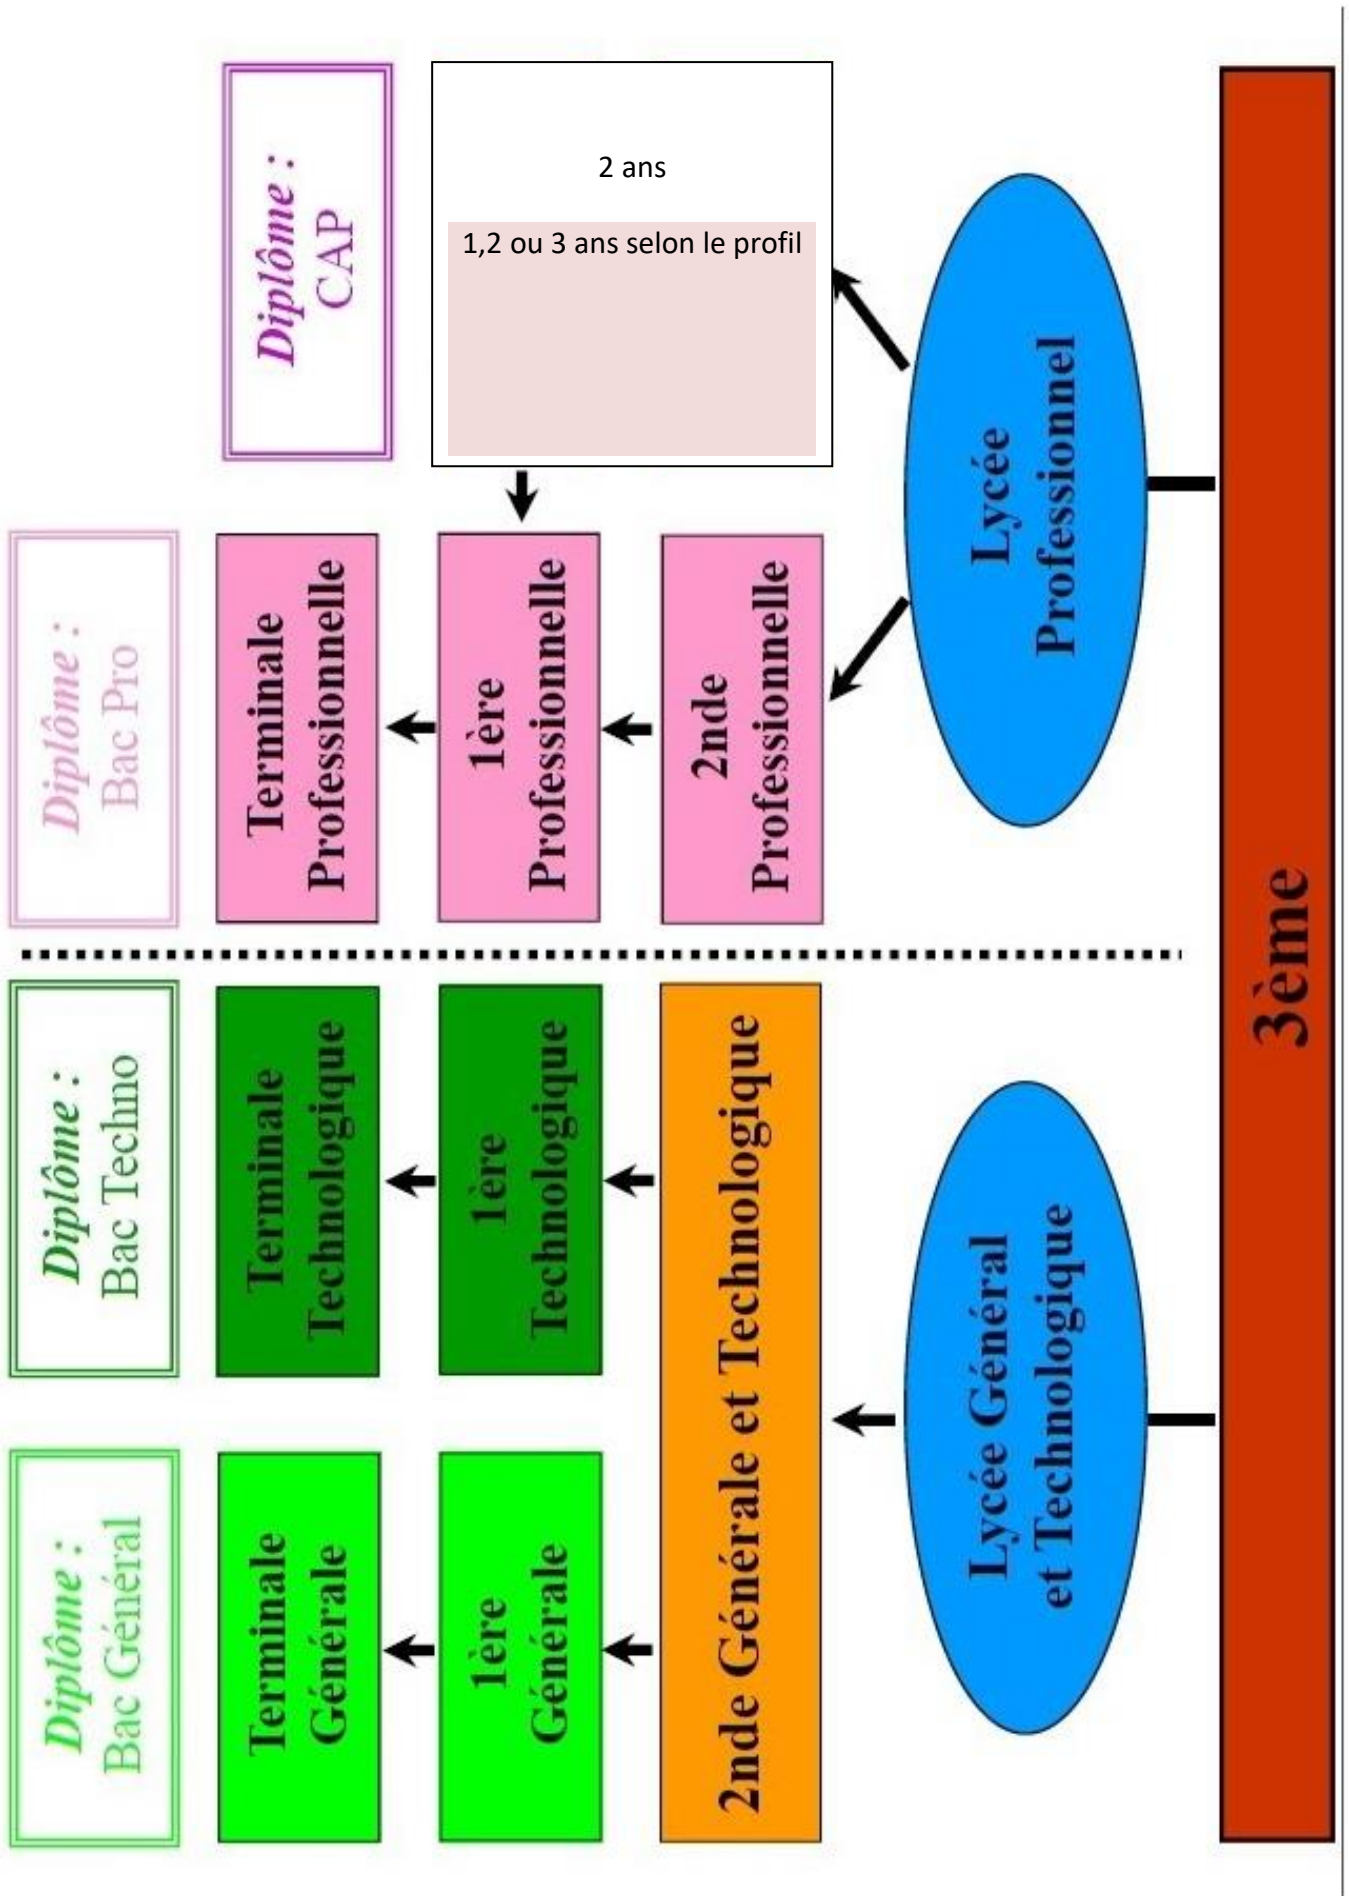 Diplôme :
Bac Général
Diplôme :
Bac Techno
Diplôme :
Bac Pro
Diplôme :
CAP
Terminale
Générale
Terminale
Technologique
Terminale
Professionnelle
2 ans
1,2 ou 3 ans selon le profil
1ère
Générale
1ère
Technologique
1ère
Professionnelle
2nde Générale et Technologique
2nde
Professionnelle
Lycée Général
et Technologique
Lycée
Professionnel
3ème